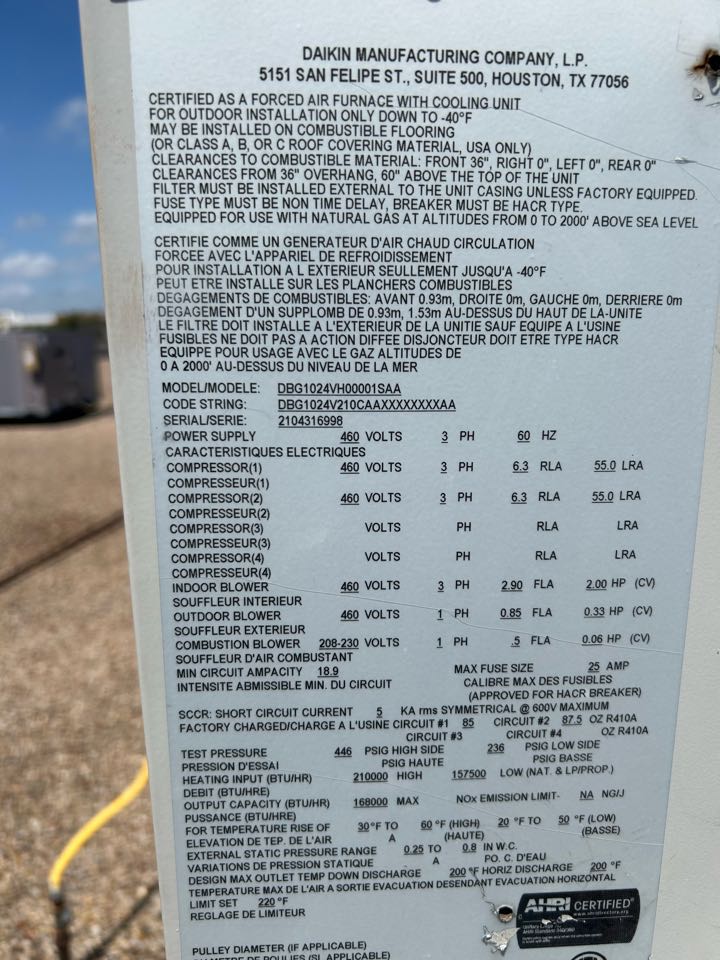 DAIKIN MANUFACTURING COMPANY, L.P.
5151 SAN FELIPE ST., SUITE 500, HOUSTON, TX 77056
CERTIFIED AS A FORCED AIR FURNACE WITH COOLING UNIT
FOR OUTDOOR INSTALLATION ONLY DOWN TO -40°F
MAY BE INSTALLED ON COMBUSTIBLE FLOORING
(OR CLASS A, B, OR C ROOF COVERING MATERIAL, USA ONLY)
CLEARANCES TO COMBUSTIBLE MATERIAL: FRONT 36", RIGHT 0", LEFT 0", REAR 0"
CLEARANCES FROM 36" OVERHANG, 60" ABOVE THE TOP OF THE UNIT
FILTER MUST BE INSTALLED EXTERNAL TO THE UNIT CASING UNLESS FACTORY EQUIPPED.
FUSE TYPE MUST BE NON TIME DELAY, BREAKER MUST BE HACR TYPE.
EQUIPPED FOR USE WITH NATURAL GAS AT ALTITUDES FROM 0 TO 2000' ABOVE SEA LEVEL
CERTIFIE COMME UN GENERATEUR D'AIR CHAUD CIRCULATION
FORCEE AVEC L'APPAREIL DE REFROIDISSEMENT
POUR INSTALLATION A L EXTERIEUR SEULLEMENT JUSQU'A -40°F
PEUT ETRE INSTALLE SUR LES PLANCHERS COMBUSTIBLES
DEGAGEMENTS DE COMBUSTIBLES: AVANT 0.93m, DROITE 0m, GAUCHE 0m, DERRIERE 0m
DEGAGEMENT D'UN SUPPLOMB DE 0.93m, 1.53m AU-DESSUS DU HAUT DE LA-UNITE
LE FILTRE DOIT INSTALLE A L'EXTERIEUR DE LA UNITIE SAUF EQUIPE A L'USINE
FUSIBLES NE DOIT PAS A ACTION DIFFEE DISJONCTEUR DOIT ETRE TYPE HACR
EQUIPPE POUR USAGE AVEC LE GAZ ALTITUDES DE
0 A 2000' AU-DESSUS DU NIVEAU DE LA MER
MODEL/MODELE: DBG1024VH00001SAA
CODE STRING: DBG1024V210CAAXXXXXXXXAA
SERIAL/SERIE: 2104316998
POWER SUPPLY 460 VOLTS 3 PH 60 HZ
CARACTERISTIQUES ELECTRIQUES
COMPRESSOR(1) 460 VOLTS 3 PH 6.3 RLA 55.0 LRA
COMPRESSEUR(1)
COMPRESSOR(2) 460 VOLTS 3 PH 6.3 RLA 55.0 LRA
COMPRESSEUR(2)
COMPRESSOR(3) VOLTS PH RLA LRA
COMPRESSEUR(3)
COMPRESSOR(4) VOLTS PH RLA LRA
COMPRESSEUR(4)
INDOOR BLOWER 460 VOLTS 3 PH 2.90 FLA 2.00 HP (CV)
SOUFFLEUR INTERIEUR
OUTDOOR BLOWER 460 VOLTS 1 PH 0.85 FLA 0.33 HP (CV)
SOUFFLEUR EXTERIEUR
COMBUSTION BLOWER 208-230 VOLTS 1 PH .5 FLA 0.06 HP (CV)
SOUFFLEUR D'AIR COMBUSTANT
MIN CIRCUIT AMPACITY 18.9 MAX FUSE SIZE 25 AMP
INTENSITE ABMISSIBLE MIN. DU CIRCUIT CALIBRE MAX DES FUSIBLES
(APPROVED FOR HACR BREAKER)
SCCR: SHORT CIRCUIT CURRENT 5 KA rms SYMMETRICAL @ 600V MAXIMUM
FACTORY CHARGED/CHARGE A L'USINE CIRCUIT #1 85 CIRCUIT #2 87.5 OZ R410A
CIRCUIT #3 CIRCUIT #4 OZ R410A
TEST PRESSURE 446 PSIG HIGH SIDE 236 PSIG LOW SIDE
PRESSION D'ESSAI PSIG HAUTE PSIG BASSE
HEATING INPUT (BTU/HR) 210000 HIGH 157500 LOW (NAT. & LP/PROP.)
DEBIT (BTU/HRE)
OUTPUT CAPACITY (BTU/HR) 168000 MAX NOx EMISSION LIMIT- NA NG/J
PUSSANCE (BTU/HRE)
FOR TEMPERATURE RISE OF 30°F TO 60 °F (HIGH) 20 °F TO 50 °F (LOW)
ELEVATION DE TEP. DE L'AIR A (HAUTE) (BASSE)
EXTERNAL STATIC PRESSURE RANGE 0.25 TO 0.8 IN W.C.
VARIATIONS DE PRESSION STATIQUE A PO. C. D'EAU
DESIGN MAX OUTLET TEMP DOWN DISCHARGE 200 °F HORIZ DISCHARGE 200 °F
TEMPERATURE MAX DE L'AIR A SORTIE EVACUATION DESENDANT EVACUATION HORIZONTAL
LIMIT SET 220 °F
REGLAGE DE LIMITEUR
AHRI CERTIFIED
www.ahridirectory.org
PULLEY DIAMETER (IF APPLICABLE)
DIAMETRE DE POULIES (SI APPLICABLE)